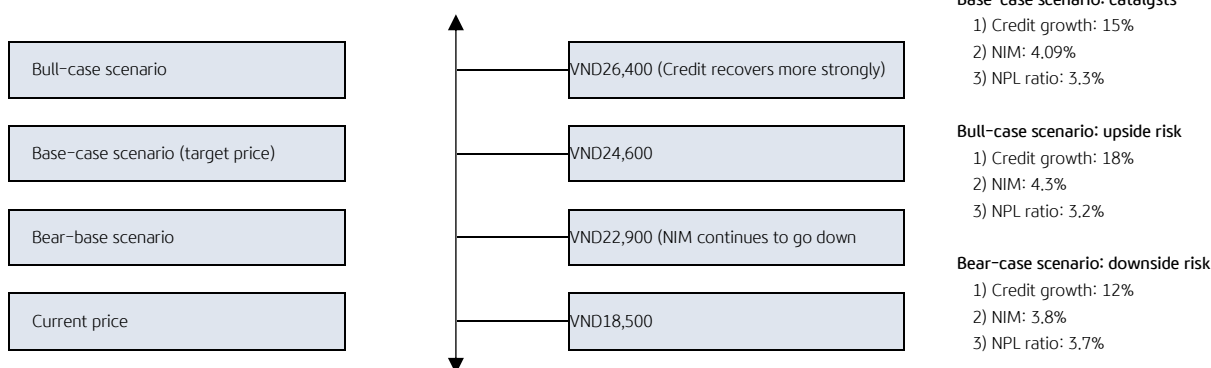 Base-case scenario: catalysts
1) Credit growth: 15%
2) NIM: 4.09%
3) NPL ratio: 3.3%
Bull-case scenario
VND26,400 (Credit recovers more strongly)
Base-case scenario (target price)
VND24,600
Bull-case scenario: upside risk
1) Credit growth: 18%
2) NIM: 4.3%
3) NPL ratio: 3.2%
Bear-base scenario
VND22,900 (NIM continues to go down
Current price
VND18,500
Bear-case scenario: downside risk
1) Credit growth: 12%
2) NIM: 3.8%
3) NPL ratio: 3.7%